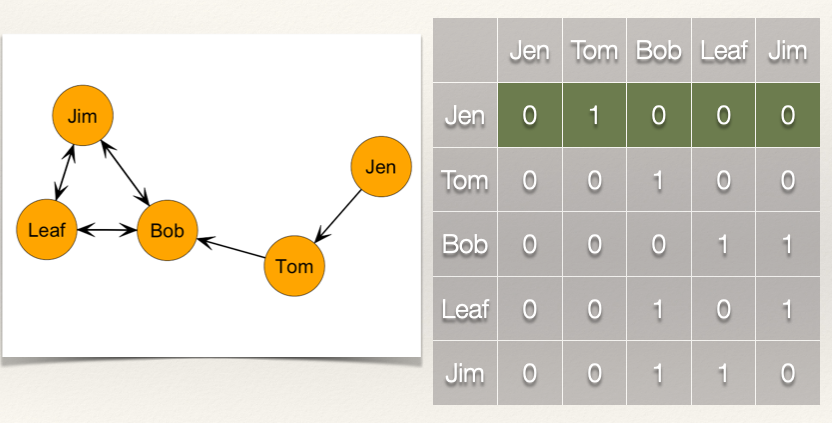 Jim
Jen
Leaf
Bob
Tom
Jen Tom Bob Leaf Jim
Jen 0 1 0 0 0
Tom 0 0 1 0 0
Bob 0 0 0 1 1
Leaf 0 0 1 0 1
Jim 0 0 1 1 0